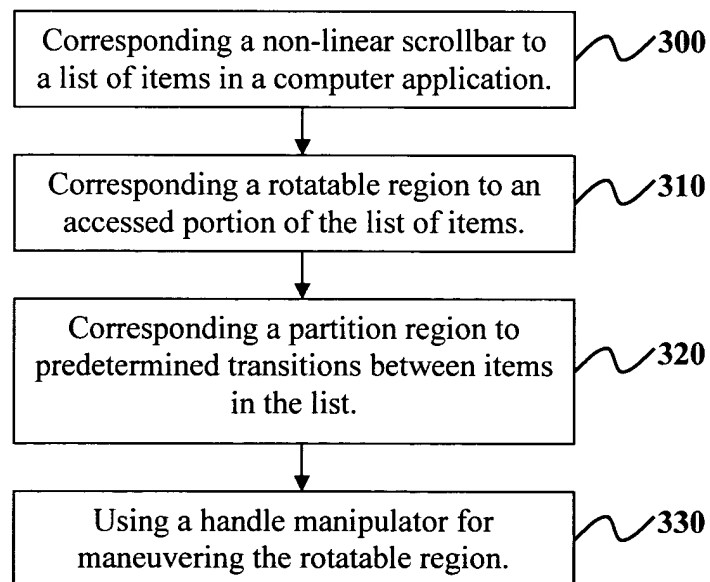 Corresponding a non-linear scrollbar to
a list of items in a computer application.
300
Corresponding a rotatable region to an
accessed portion of the list of items.
310
Corresponding a partition region to
predetermined transitions between items
in the list.
320
Using a handle manipulator for
maneuvering the rotatable region.
330